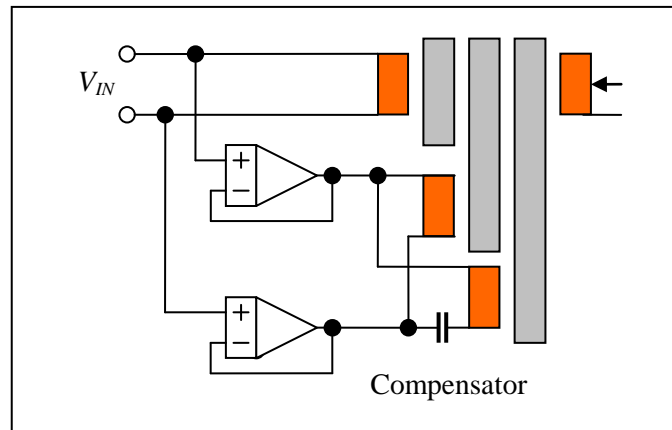 V_IN
+
−
+
−
Compensator